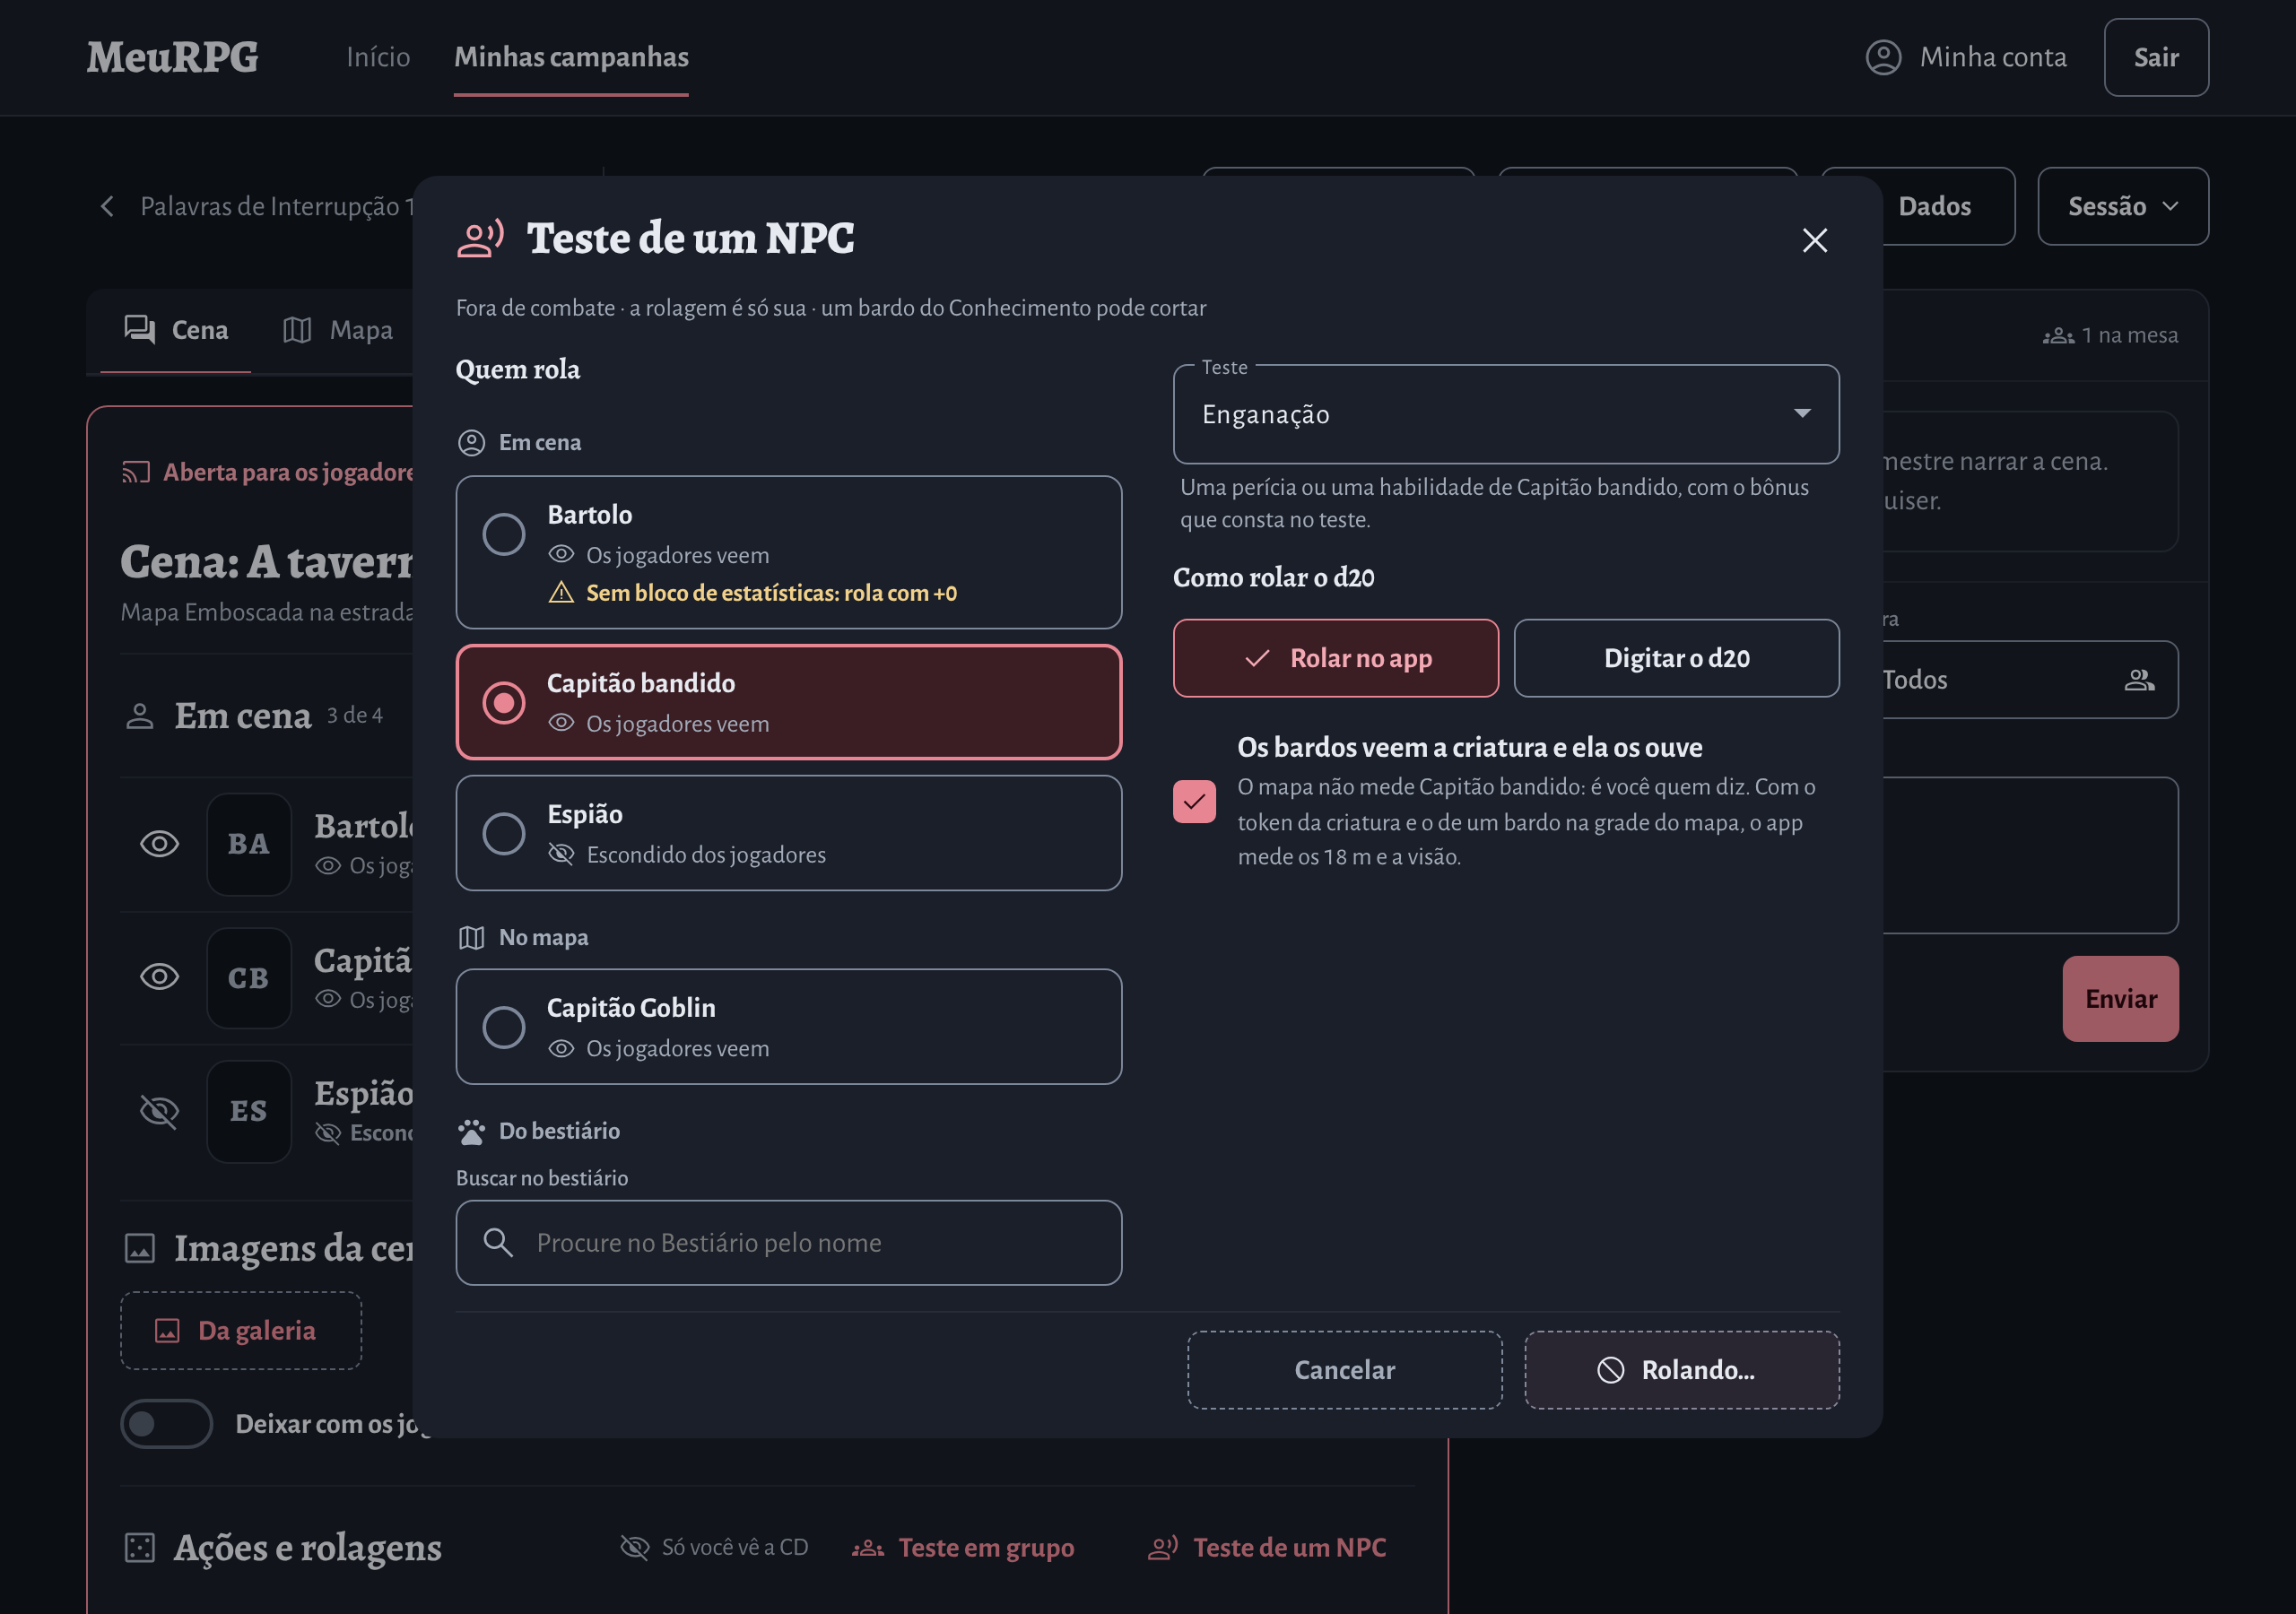 MeuRPG
Início
Minhas campanhas
Minha conta
Sair
Palavras de Interrupção 1
Dados
Sessão
Cena
Mapa
1 na mesa
Aberta para os jogadore
mestre narrar a cena.
uiser.
Cena: A taverr
Mapa Emboscada na estrada
ra
Todos
Em cena 3 de 4
BA
Bartolo
Os joga
CB
Capitã
Os joga
ES
Espião
Escond
Enviar
Imagens da cer
Da galeria
Deixar com os jog
Ações e rolagens
Só você vê a CD
Teste em grupo
Teste de um NPC
Teste de um NPC
Fora de combate · a rolagem é só sua · um bardo do Conhecimento pode cortar
Quem rola
Em cena
Bartolo
Os jogadores veem
Sem bloco de estatísticas: rola com +0
Capitão bandido
Os jogadores veem
Espião
Escondido dos jogadores
No mapa
Capitão Goblin
Os jogadores veem
Do bestiário
Buscar no bestiário
Procure no Bestiário pelo nome
Teste
Enganação
Uma perícia ou uma habilidade de Capitão bandido, com o bônus
que consta no teste.
Como rolar o d20
Rolar no app
Digitar o d20
Os bardos veem a criatura e ela os ouve
O mapa não mede Capitão bandido: é você quem diz. Com o
token da criatura e o de um bardo na grade do mapa, o app
mede os 18 m e a visão.
Cancelar
Rolando...